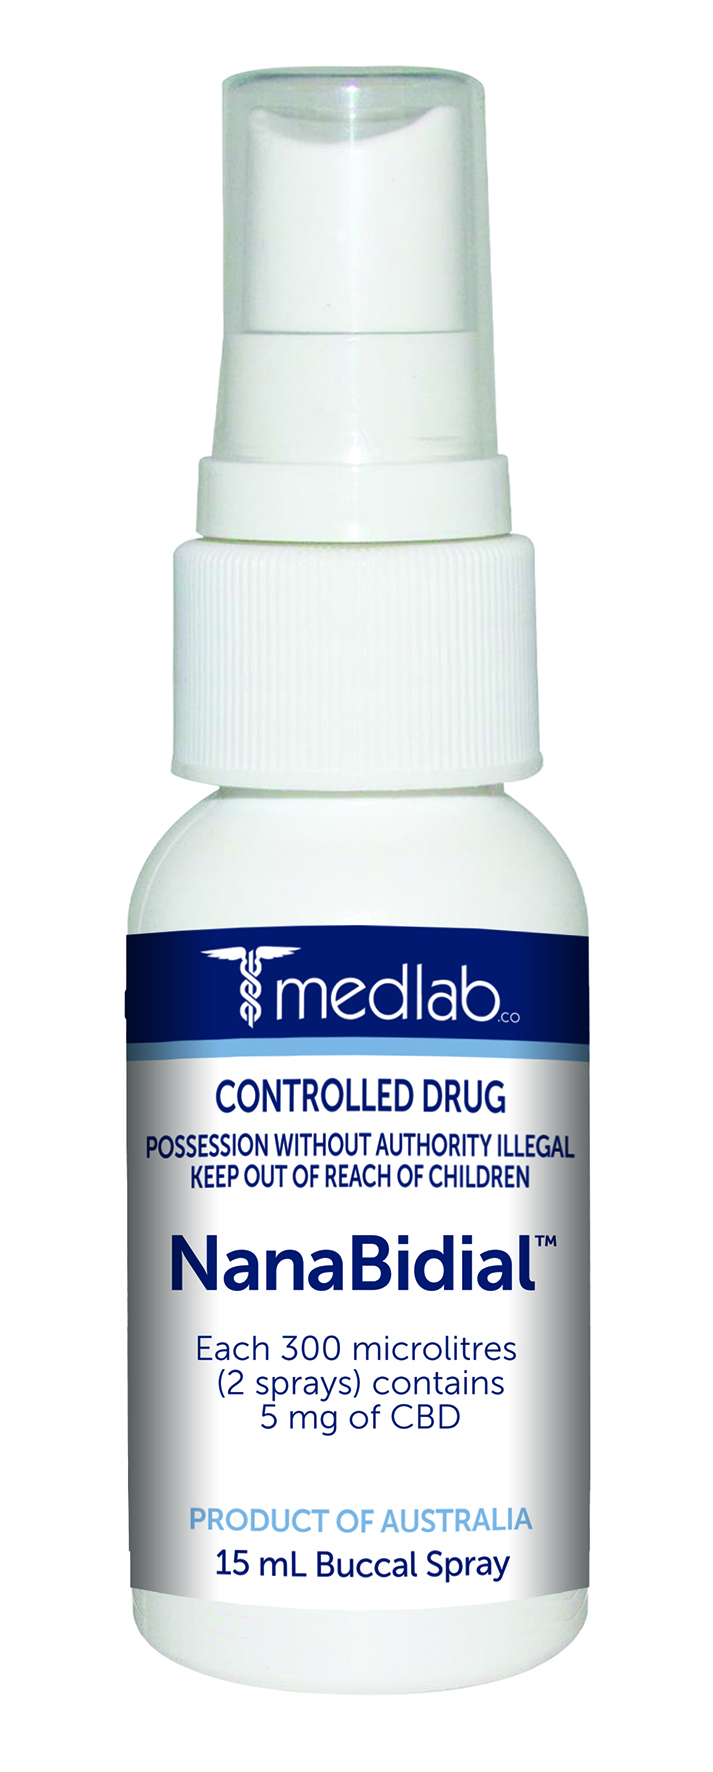 medlab.co
CONTROLLED DRUG
POSSESSION WITHOUT AUTHORITY ILLEGAL
KEEP OUT OF REACH OF CHILDREN
NanaBidial™
Each 300 microlitres
(2 sprays) contains
5 mg of CBD
PRODUCT OF AUSTRALIA
15 mL Buccal Spray